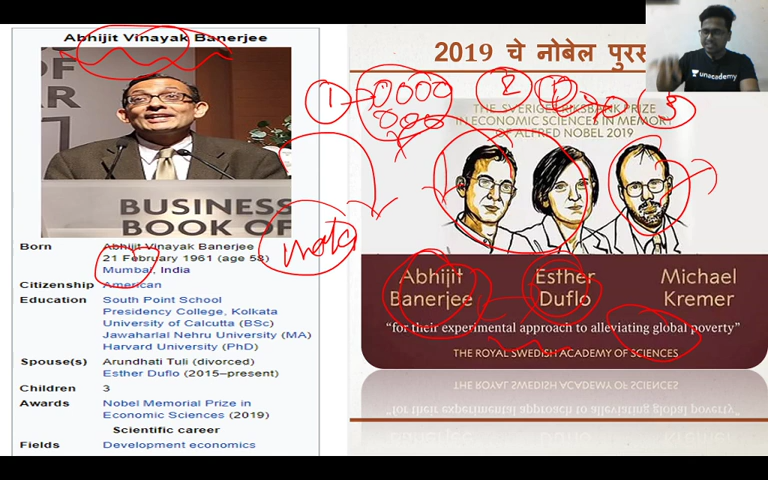 Abhijit Vinayak Banerjee
BUSINESS
BOOK OF
Born Abhijit Vinayak Banerjee
21 February 1961 (age 58)
Mumbai, India
Citizenship American
Education South Point School
Presidency College, Kolkata
University of Calcutta (BSc)
Jawaharlal Nehru University (MA)
Harvard University (PhD)
Spouse(s) Arundhati Tuli (divorced)
Esther Duflo (2015–present)
Children 3
Awards Nobel Memorial Prize in
Economic Sciences (2019)
Scientific career
Fields Development economics
2019 चे नोबेल
unacademy
1 2 1 3
THE SVERIGES RIKSBANK PRIZE
IN ECONOMIC SCIENCES IN MEMORY
OF ALFRED NOBEL 2019
Abhijit Banerjee
Esther Duflo
Michael Kremer
“for their experimental approach to alleviating global poverty”
THE ROYAL SWEDISH ACADEMY OF SCIENCES